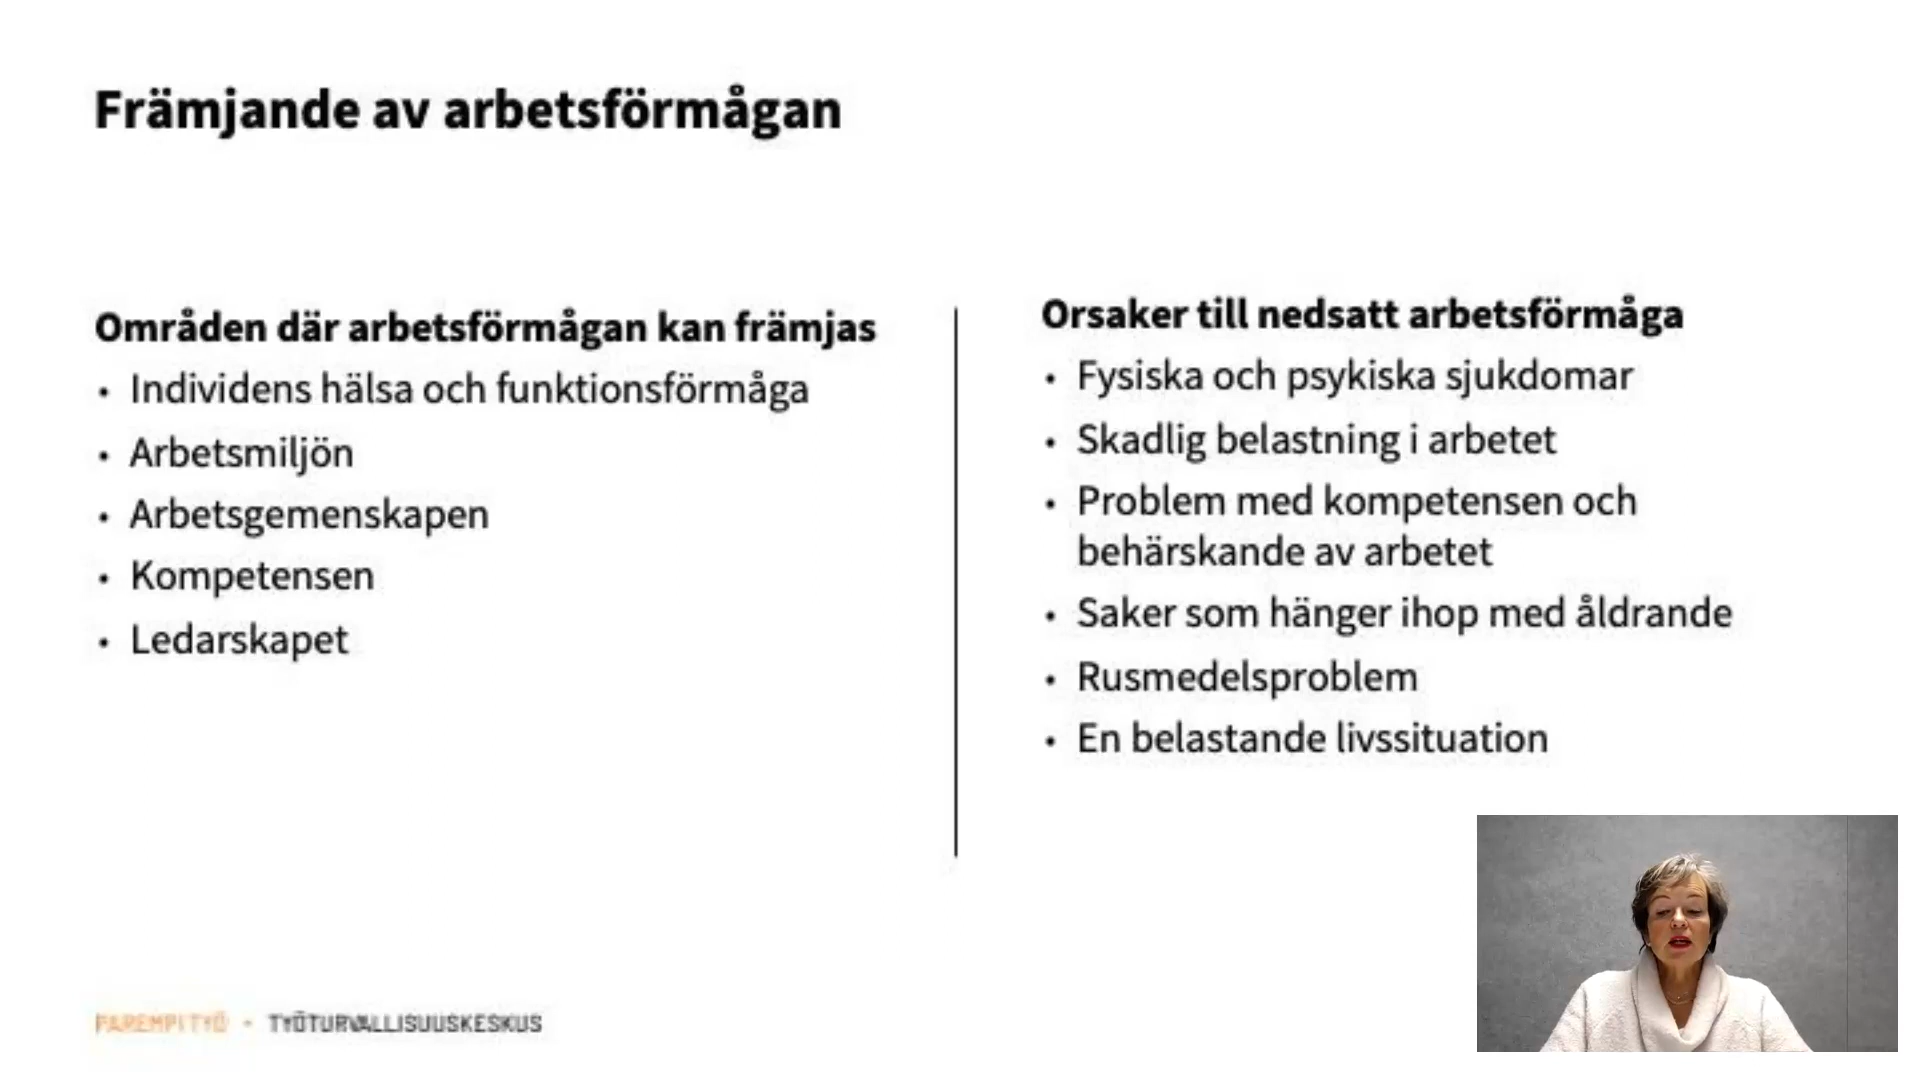 Främjande av arbetsförmågan
Områden där arbetsförmågan kan främjas
• Individens hälsa och funktionsförmåga
• Arbetsmiljön
• Arbetsgemenskapen
• Kompetensen
• Ledarskapet
Orsaker till nedsatt arbetsförmåga
• Fysiska och psykiska sjukdomar
• Skadlig belastning i arbetet
• Problem med kompetensen och
behärskande av arbetet
• Saker som hänger ihop med åldrande
• Rusmedelsproblem
• En belastande livssituation
PAREMPI TYÖ • TYÖTURVALLISUUSKESKUS